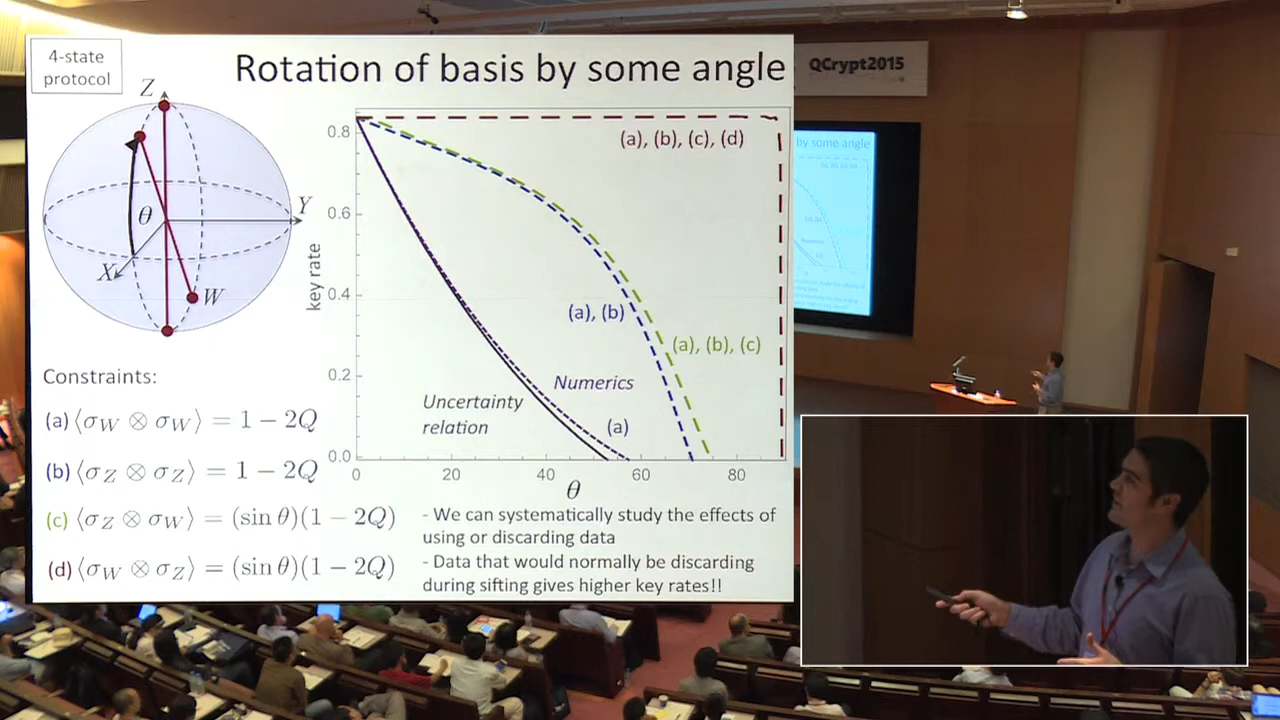 4-state
protocol
Rotation of basis by some angle
Z
Y
X
W
θ
key rate
0.8
0.6
0.4
0.2
0.0
0
20
40
60
80
θ
(a), (b), (c), (d)
(a), (b)
(a), (b), (c)
Numerics
(a)
Uncertainty
relation
Constraints:
(a) ⟨σ_W ⊗ σ_W⟩ = 1 − 2Q
(b) ⟨σ_Z ⊗ σ_Z⟩ = 1 − 2Q
(c) ⟨σ_Z ⊗ σ_W⟩ = (sin θ)(1 − 2Q)
(d) ⟨σ_W ⊗ σ_Z⟩ = (sin θ)(1 − 2Q)
- We can systematically study the effects of
using or discarding data
- Data that would normally be discarding
during sifting gives higher key rates!!
QCrypt2015
by some angle